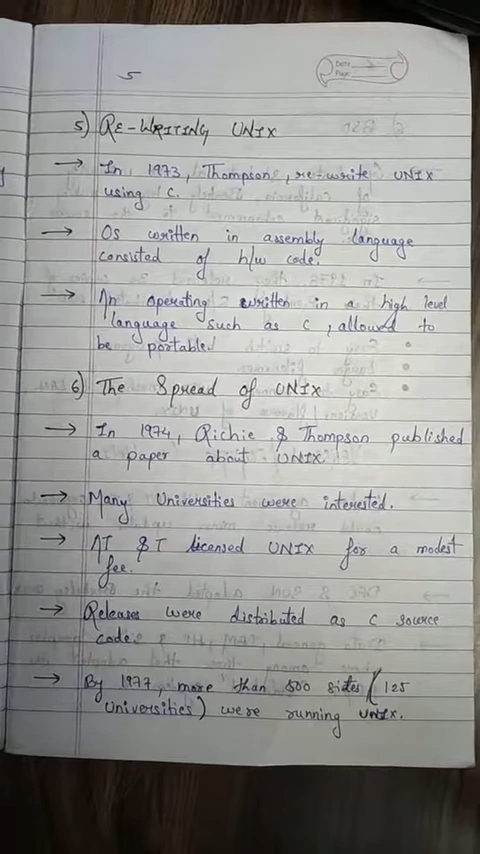 5
Date
Page
5) RE-WRITING UNIX
→ In 1973, Thompson, re-write UNIX
using C.
→ OS written in assembly language
consisted of h/w code.
→ An operating written in a high level
language such as C, allowed to
be portable.
6) The Spread of UNIX
→ In 1974, Richie & Thompson published
a paper about UNIX.
→ Many Universities were interested.
→ AT & T licensed UNIX for a modest
fee.
→ Releases were distributed as C source
code.
→ By 1977, more than 500 sites (125
Universities) were running UNIX.